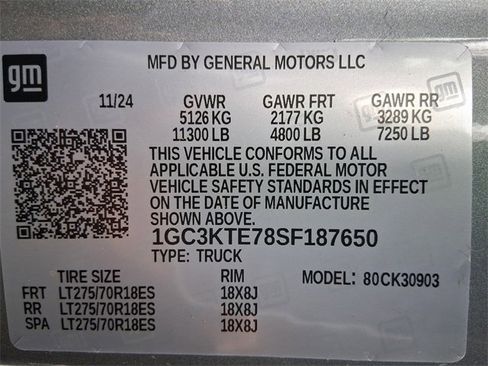 gm
MFD BY GENERAL MOTORS LLC
11/24 GVWR GAWR FRT GAWR RR
5126 KG 2177 KG 3289 KG
11300 LB 4800 LB 7250 LB
THIS VEHICLE CONFORMS TO ALL
APPLICABLE U.S. FEDERAL MOTOR
VEHICLE SAFETY STANDARDS IN EFFECT
ON THE DATE OF MANUFACTURE
SHOWN ABOVE.
1GC3KTE78SF187650
TYPE: TRUCK
TIRE SIZE RIM MODEL: 80CK30903
FRT LT275/70R18ES 18X8J
RR LT275/70R18ES 18X8J
SPA LT275/70R18ES 18X8J